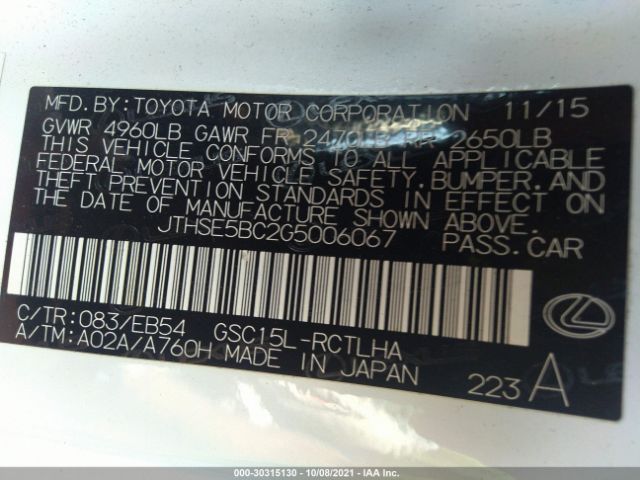 MFD.BY:TOYOTA MOTOR CORPORATION 11/15
GVWR 4960LB GAWR FR 2470LB RR 2650LB
THIS VEHICLE CONFORMS TO ALL APPLICABLE
FEDERAL MOTOR VEHICLE SAFETY.BUMPER.AND
THEFT PREVENTION STANDARDS IN EFFECT ON
THE DATE OF MANUFACTURE SHOWN ABOVE.
JTHSE5BC2G5006067 PASS.CAR
C/TR:083/EB54 GSC15L-RCTLHA
A/TM:A02A/A760H MADE IN JAPAN
223 A
000-30315130 - 10/08/2021 - IAA Inc.